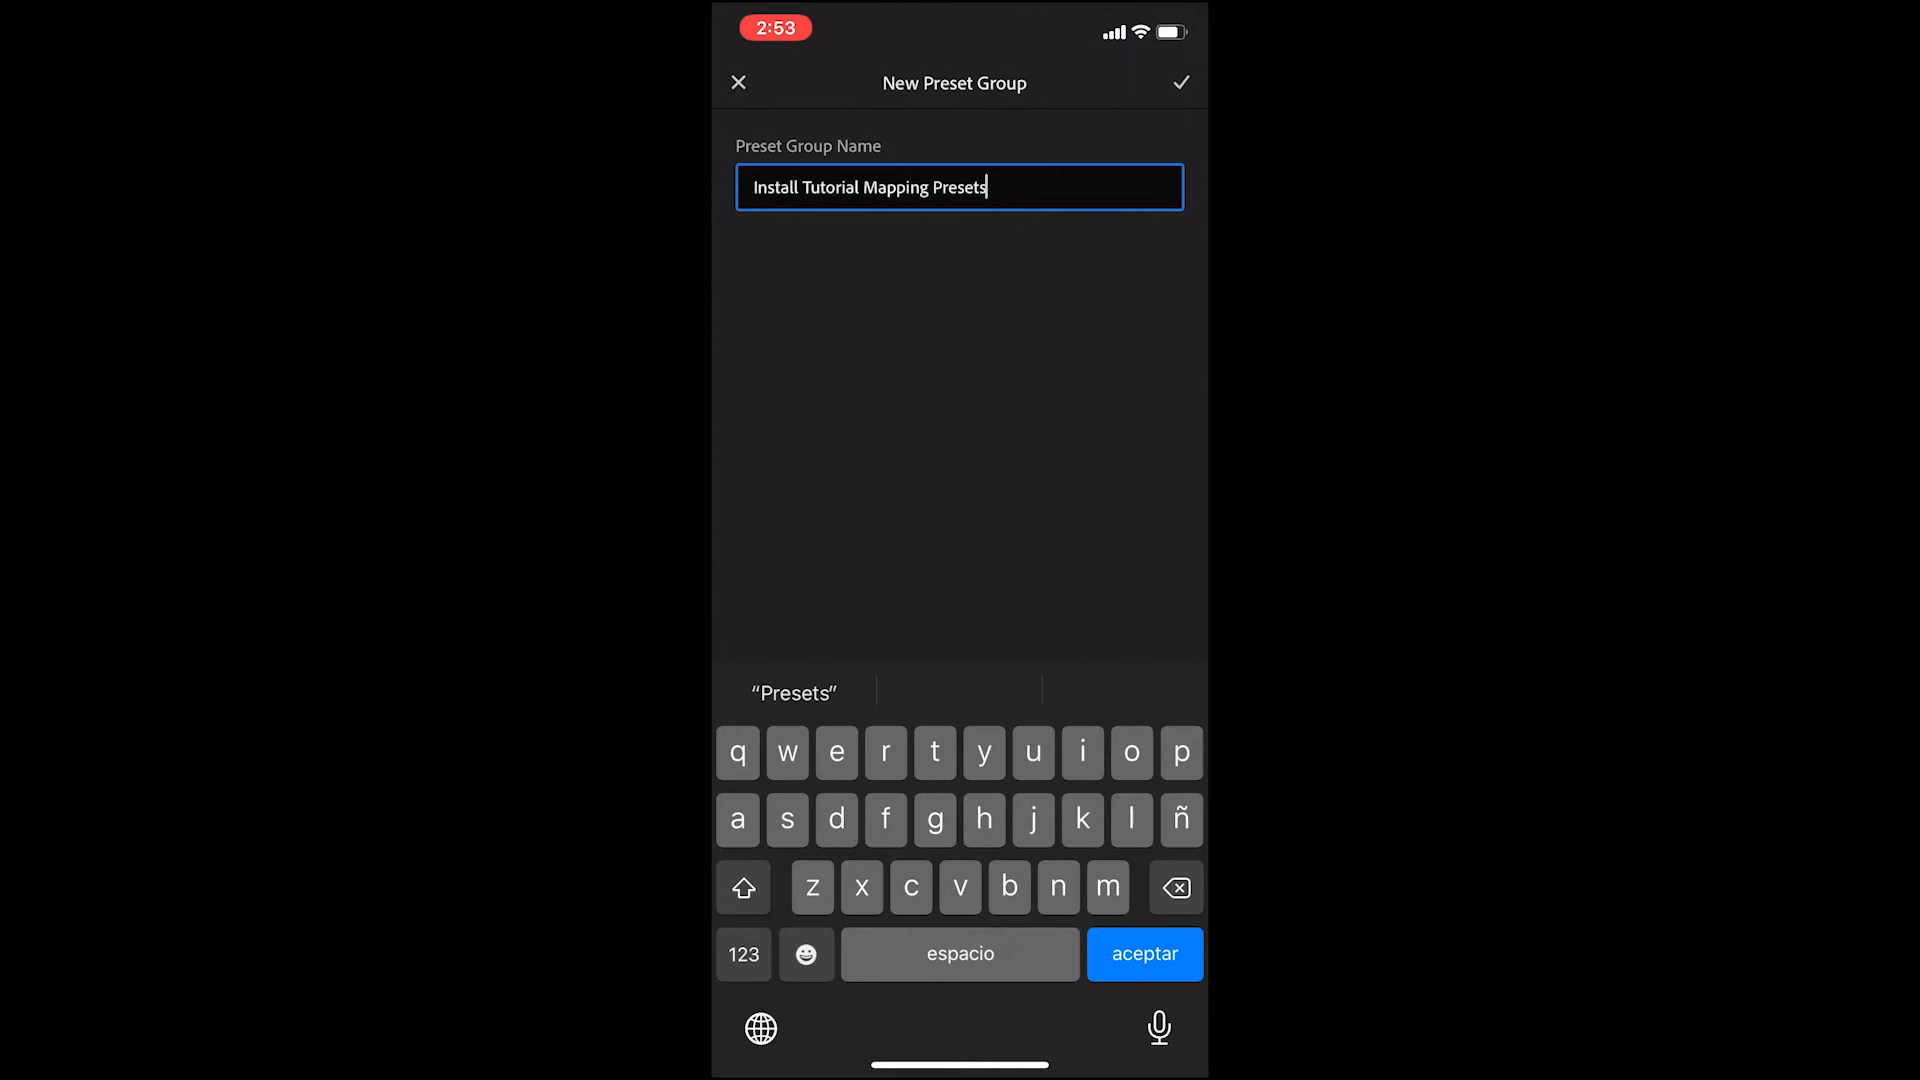 2:53
New Preset Group
Preset Group Name
Install Tutorial Mapping Presets
“Presets”
q w e r t y u i o p
a s d f g h j k l ñ
z x c v b n m
123 espacio aceptar